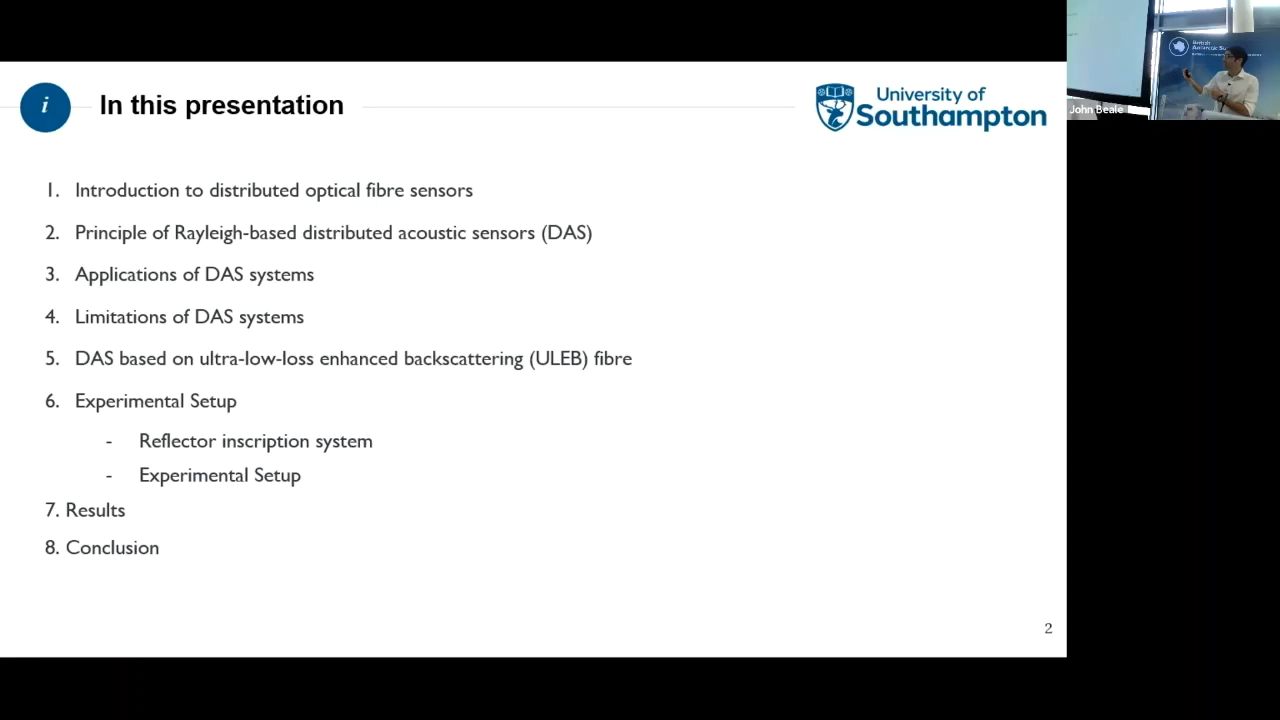 i
In this presentation
University of
Southampton
1. Introduction to distributed optical fibre sensors
2. Principle of Rayleigh-based distributed acoustic sensors (DAS)
3. Applications of DAS systems
4. Limitations of DAS systems
5. DAS based on ultra-low-loss enhanced backscattering (ULEB) fibre
6. Experimental Setup
- Reflector inscription system
- Experimental Setup
7. Results
8. Conclusion
2
British
Antarctic
John Beale